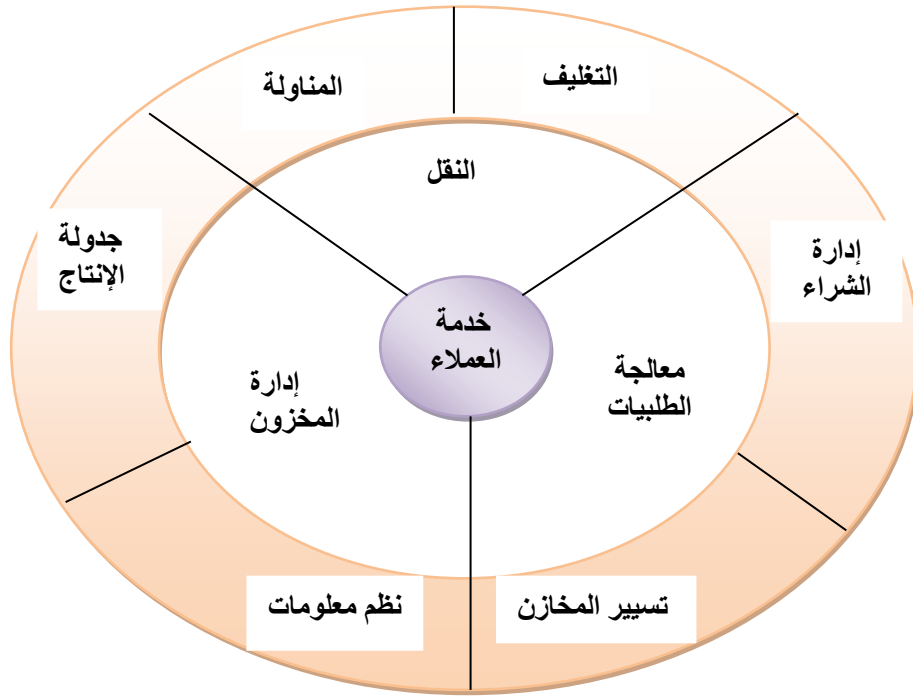 التغليف
المناولة
النقل
إدارة
الشراء
جدولة
الإنتاج
خدمة
العملاء
معالجة
الطلبيات
إدارة
المخزون
تسيير المخازن
نظم معلومات